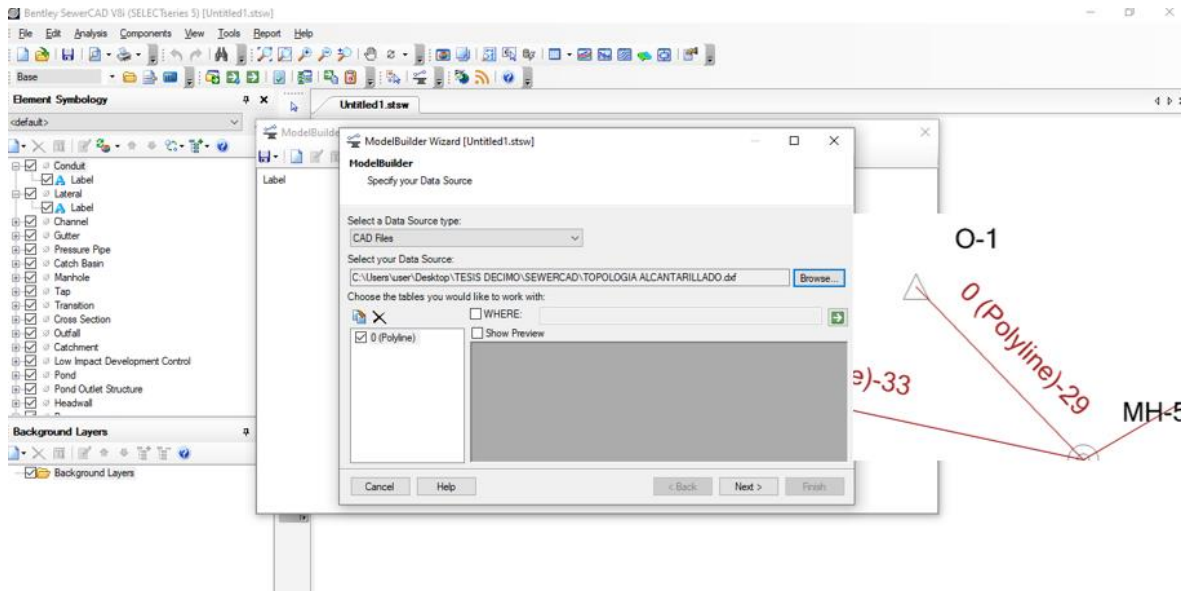 Bentley SewerCAD V8i (SELECTseries 5) [Untitled1.stsw]
File Edit Analysis Components View Tools Report Help
Base
Element Symbology
<default>
Conduit
Label
Lateral
Label
Channel
Gutter
Pressure Pipe
Catch Basin
Manhole
Tap
Transition
Cross Section
Outfall
Catchment
Low Impact Development Control
Pond
Pond Outlet Structure
Headwall
Background Layers
Background Layers
Untitled1.stsw
ModelBuilde
Label
ModelBuilder Wizard [Untitled1.stsw]
ModelBuilder
Specify your Data Source
Select a Data Source type:
CAD Files
Select your Data Source:
C:\Users\user\Desktop\TESIS DECIMO\SEWERCAD\TOPOLOGIA ALCANTARILLADO.dxf
Browse...
Choose the tables you would like to work with:
WHERE:
0 (Polyline)
Show Preview
Cancel Help < Back Next > Finish
O-1
0 (Polyline)-29
e)-33
MH-5